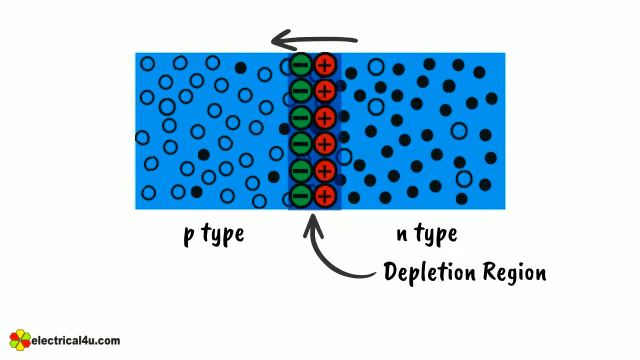 p type
n type
Depletion Region
electrical4u.com